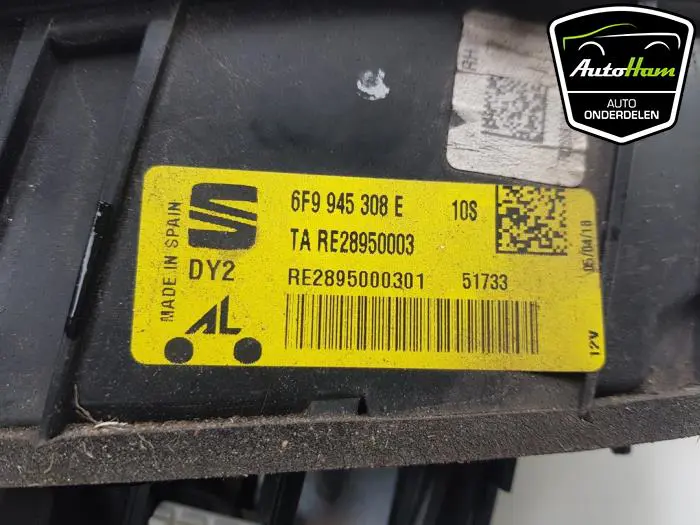 AutoHam
AUTO
ONDERDELEN
RH
MADE IN SPAIN
DY2
AL
6F9 945 308 E 10S
TA RE28950003
RE2895000301 51733
05/04/18
12V